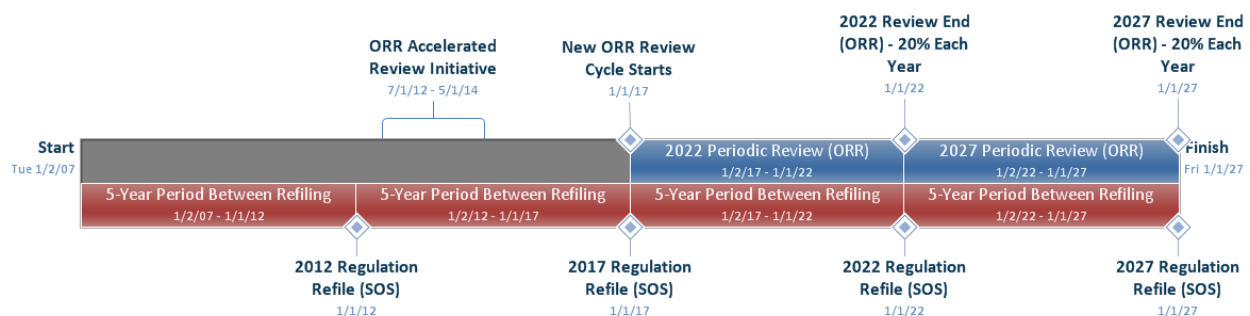 ORR Accelerated
Review Initiative
7/1/12 - 5/1/14
New ORR Review
Cycle Starts
1/1/17
2022 Review End
(ORR) - 20% Each
Year
1/1/22
2027 Review End
(ORR) - 20% Each
Year
1/1/27
Start
Tue 1/2/07
2022 Periodic Review (ORR)
1/2/17 - 1/1/22
2027 Periodic Review (ORR)
1/2/22 - 1/1/27
Finish
Fri 1/1/27
5-Year Period Between Refiling
1/2/07 - 1/1/12
5-Year Period Between Refiling
1/2/12 - 1/1/17
5-Year Period Between Refiling
1/2/17 - 1/1/22
5-Year Period Between Refiling
1/2/22 - 1/1/27
2012 Regulation
Refile (SOS)
1/1/12
2017 Regulation
Refile (SOS)
1/1/17
2022 Regulation
Refile (SOS)
1/1/22
2027 Regulation
Refile (SOS)
1/1/27